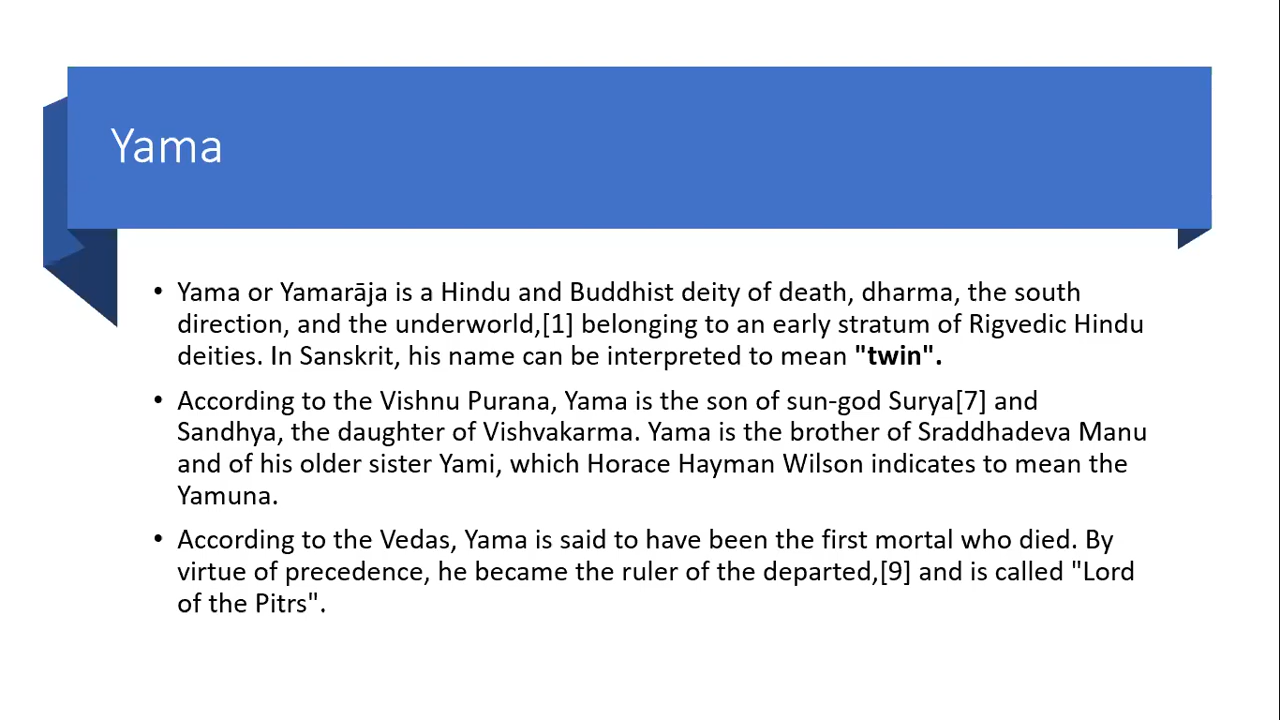 Yama
• Yama or Yamarāja is a Hindu and Buddhist deity of death, dharma, the south
direction, and the underworld,[1] belonging to an early stratum of Rigvedic Hindu
deities. In Sanskrit, his name can be interpreted to mean "twin".
• According to the Vishnu Purana, Yama is the son of sun-god Surya[7] and
Sandhya, the daughter of Vishvakarma. Yama is the brother of Sraddhadeva Manu
and of his older sister Yami, which Horace Hayman Wilson indicates to mean the
Yamuna.
• According to the Vedas, Yama is said to have been the first mortal who died. By
virtue of precedence, he became the ruler of the departed,[9] and is called "Lord
of the Pitrs".